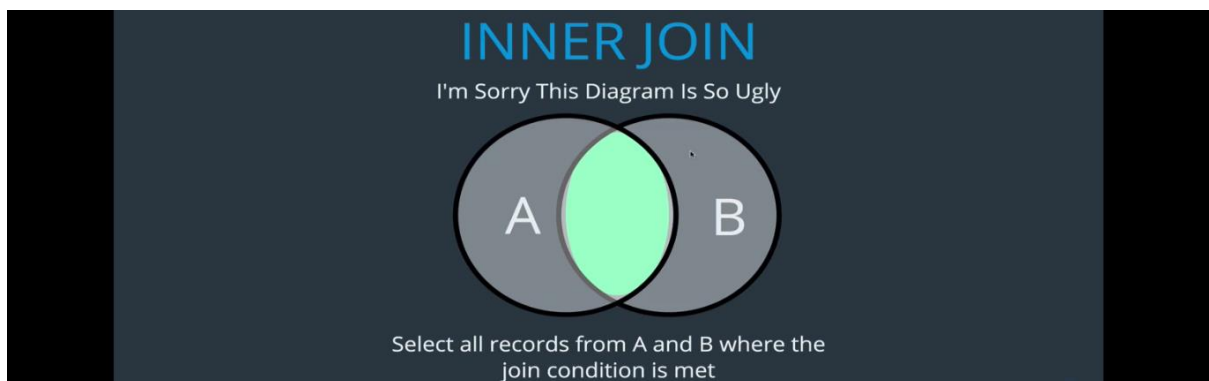 INNER JOIN
I'm Sorry This Diagram Is So Ugly
A B
Select all records from A and B where the
join condition is met